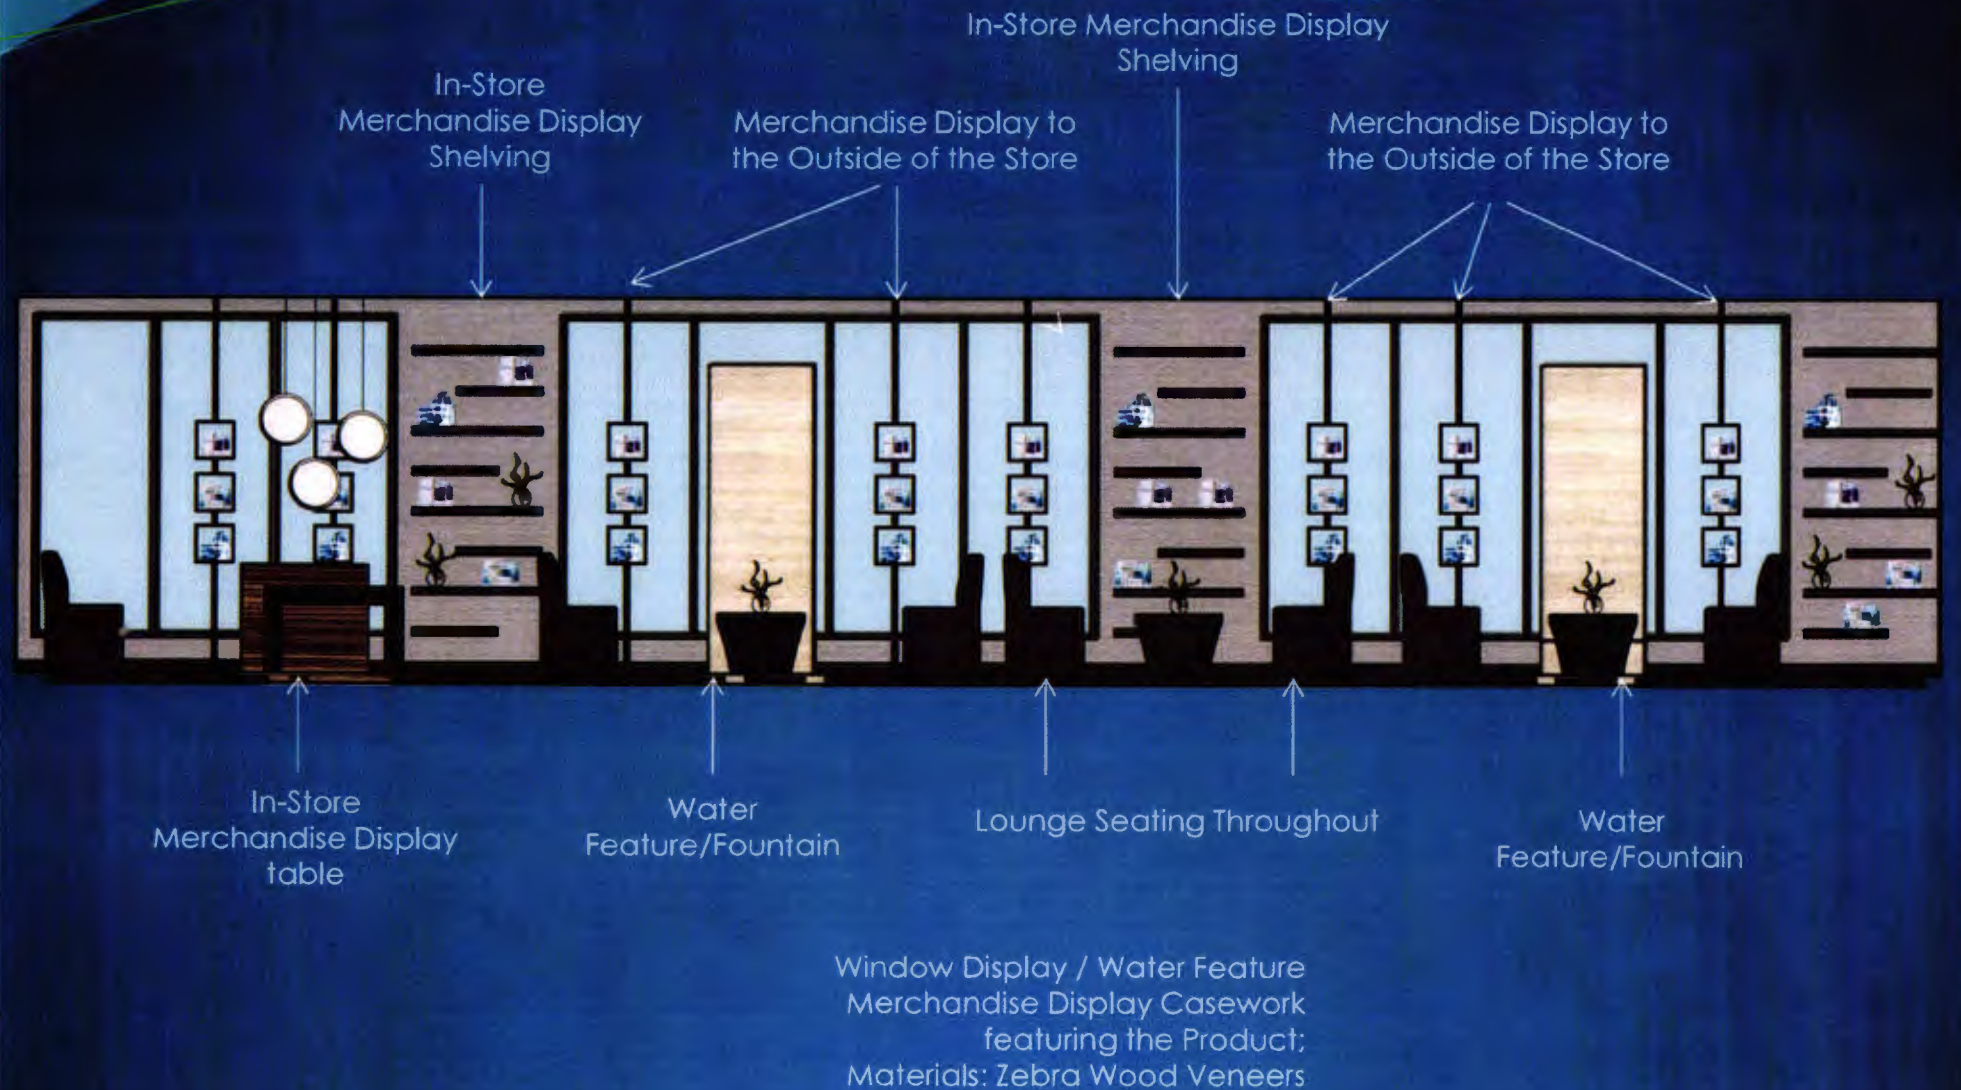 In-Store Merchandise Display
Shelving
In-Store
Merchandise Display
Shelving
Merchandise Display to
the Outside of the Store
Merchandise Display to
the Outside of the Store
In-Store
Merchandise Display
table
Water
Feature/Fountain
Lounge Seating Throughout
Water
Feature/Fountain
Window Display / Water Feature
Merchandise Display Casework
featuring the Product;
Materials: Zebra Wood Veneers